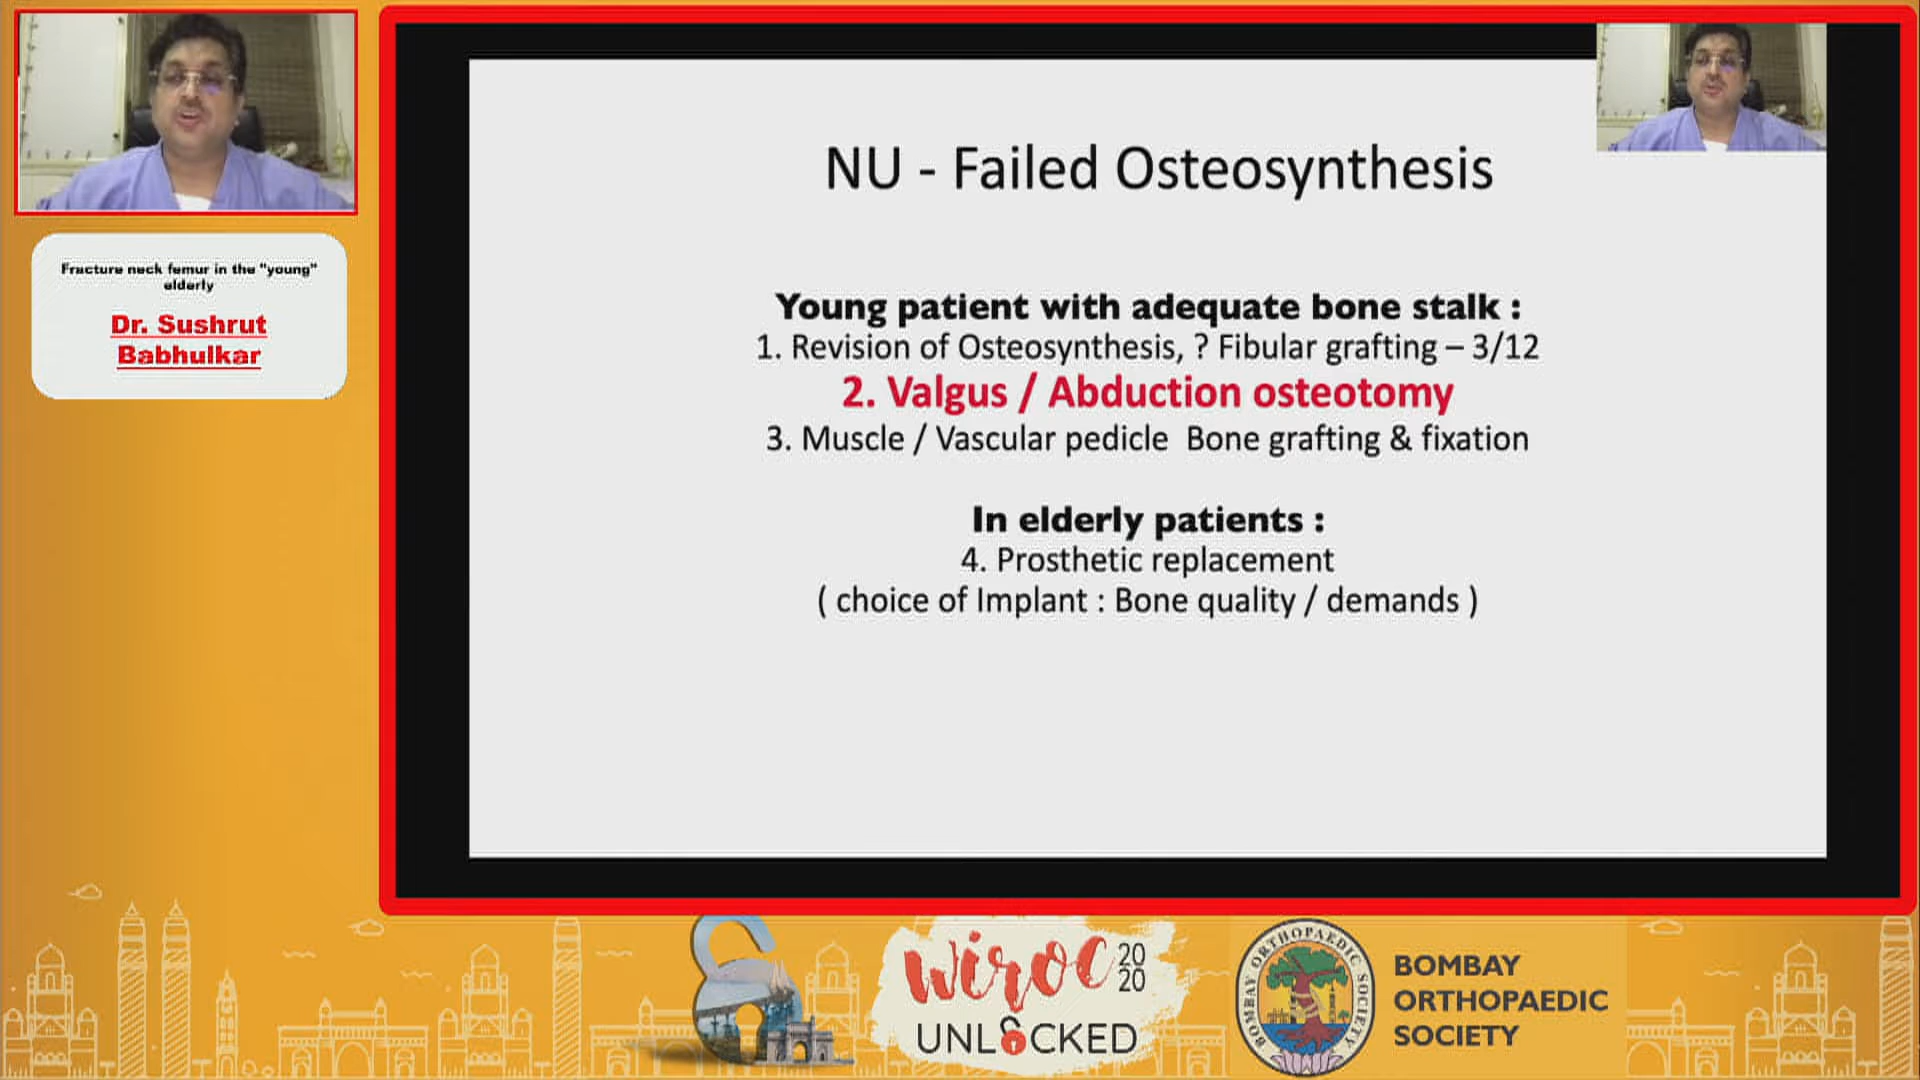 Fracture neck femur in the "young"
elderly
Dr. Sushrut
Babhulkar
NU - Failed Osteosynthesis
Young patient with adequate bone stalk :
1. Revision of Osteosynthesis, ? Fibular grafting – 3/12
2. Valgus / Abduction osteotomy
3. Muscle / Vascular pedicle Bone grafting & fixation
In elderly patients :
4. Prosthetic replacement
( choice of Implant : Bone quality / demands )
wiroc 20
20
UNLOCKED
BOMBAY ORTHOPAEDIC SOCIETY
BOMBAY
ORTHOPAEDIC
SOCIETY